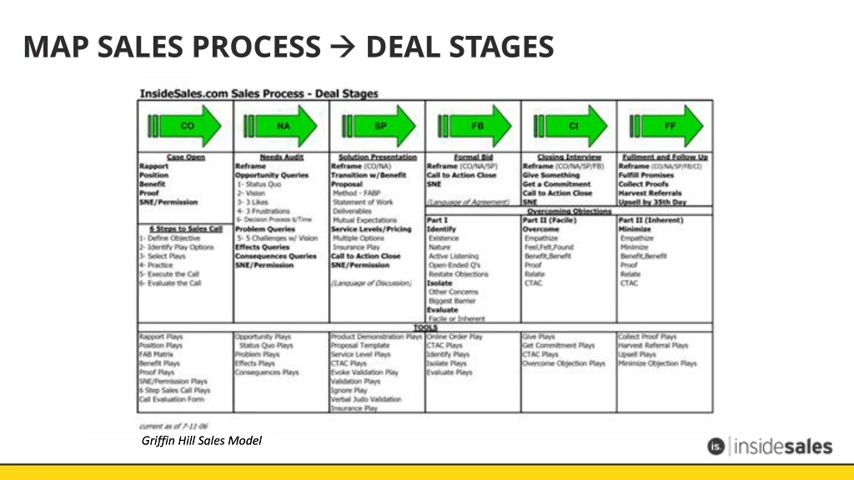 MAP SALES PROCESS → DEAL STAGES
InsideSales.com Sales Process - Deal Stages
CO
NA
SP
FB
CI
FF
Case Open
Rapport
Position
Benefit
Proof
SNE/Permission
6 Steps to Sales Call
1- Define Objective
2- Identify Play Options
3- Select Plays
4- Practice
5- Execute the Call
6- Evaluate the Call
Needs Audit
Reframe
Opportunity Queries
1- Status Quo
2- Vision
3- 3 Likes
4- 3 Frustrations
6- Decision Process-$/Time
Problem Queries
5- 5 Challenges w/ Vision
Effects Queries
Consequences Queries
SNE/Permission
Solution Presentation
Reframe (CO/NA)
Transition w/Benefit
Proposal
Method - FABP
Statement of Work
Deliverables
Mutual Expectations
Service Levels/Pricing
Multiple Options
Insurance Play
Call to Action Close
SNE/Permission
(Language of Discussion)
Formal Bid
Reframe (CO/NA/SP)
Call to Action Close
SNE
(Language of Agreement)
Closing Interview
Reframe (CO/NA/SP/FB)
Give Something
Get a Commitment
Call to Action Close
SNE
Fullment and Follow Up
Reframe (CO/NA/SP/FB/CI)
Fulfill Promises
Collect Proofs
Harvest Referrals
Upsell by 35th Day
Overcoming Objections
Part I
Identify
Existence
Nature
Active Listening
Open-Ended Q's
Restate Objections
Isolate
Other Concerns
Biggest Barrier
Evaluate
Facile or Inherent
Part II (Facile)
Overcome
Empathize
Feel,Felt,Found
Benefit,Benefit
Proof
Relate
CTAC
Part II (Inherent)
Minimize
Empathize
Minimize
Benefit,Benefit
Proof
Relate
CTAC
TOOLS
Rapport Plays
Position Plays
FAB Matrix
Benefit Plays
Proof Plays
SNE/Permission Plays
6 Step Sales Call Plays
Call Evaluation Form
Opportunity Plays
Status Quo Plays
Problem Plays
Effects Plays
Consequences Plays
Product Demonstration Plays
Proposal Template
Service Level Plays
CTAC Plays
Evoke Validation Play
Validation Plays
Ignore Play
Verbal Judo Validation
Insurance Play
Online Order Play
CTAC Plays
Identify Plays
Isolate Plays
Evaluate Plays
Give Plays
Get Commitment Plays
CTAC Plays
Overcome Objection Plays
Collect Proof Plays
Harvest Referral Plays
Upsell Plays
Minimize Objection Plays
current as of 7-11-06
Griffin Hill Sales Model
is. insidesales